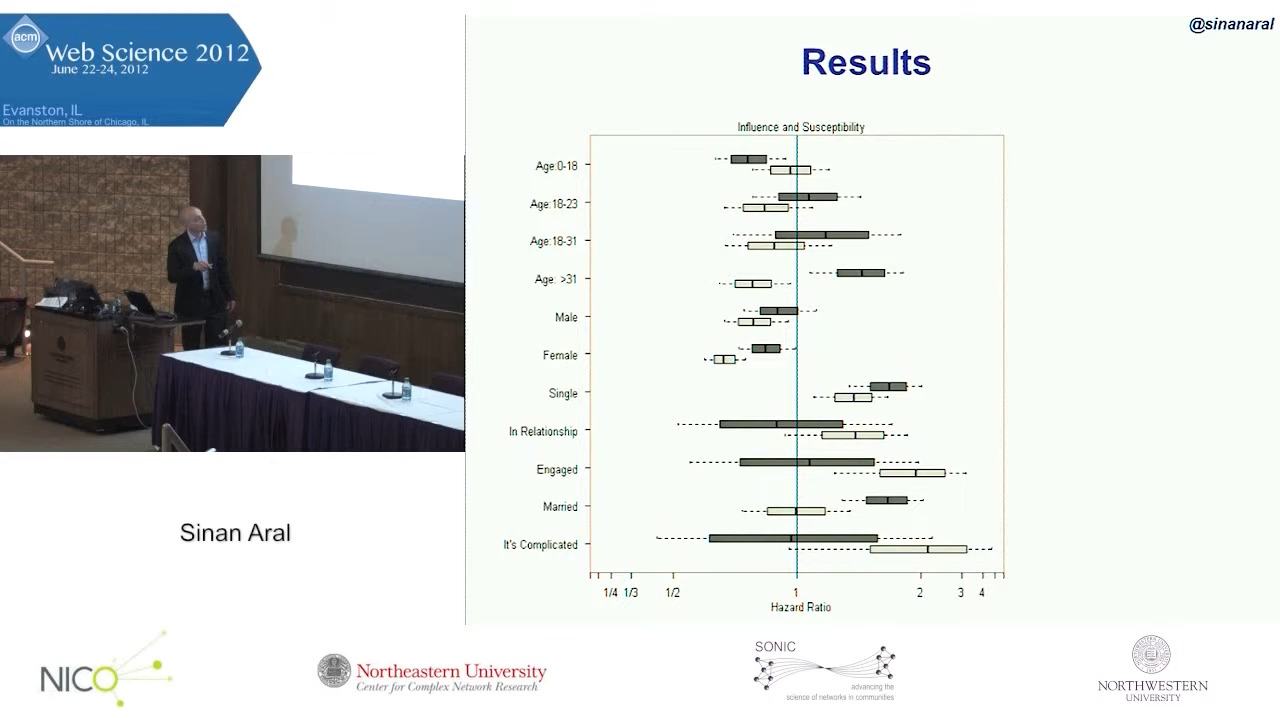 acm
Web Science 2012
June 22-24, 2012
Evanston, IL
On the Northern Shore of Chicago, IL
@sinanaral
Results
Influence and Susceptibility
Age:0-18
Age:18-23
Age:18-31
Age: >31
Male
Female
Single
In Relationship
Engaged
Married
It's Complicated
1/4 1/3 1/2 1 2 3 4
Hazard Ratio
Sinan Aral
NICO
Northeastern University
Center for Complex Network Research
SONIC
advancing the
science of networks in communities
NORTHWESTERN
UNIVERSITY